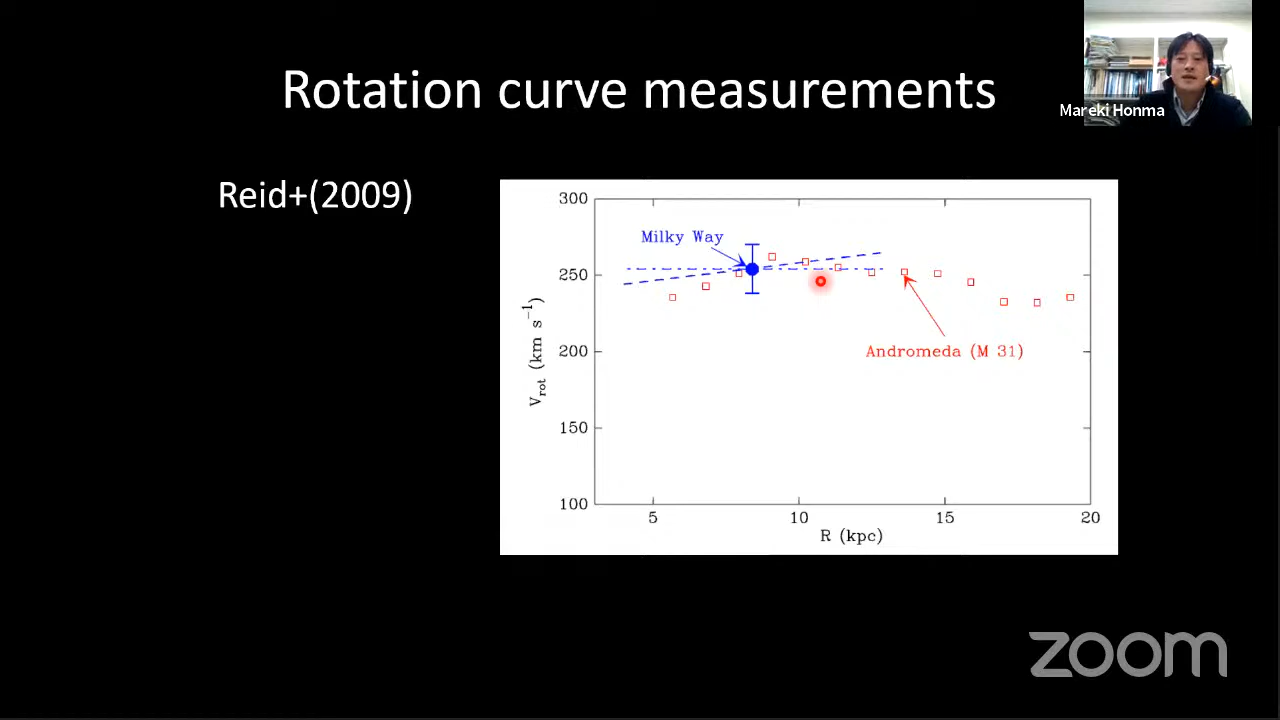 Rotation curve measurements
Mareki Honma
Reid+(2009)
300
250
200
150
100
V_rot (km s⁻¹)
Milky Way
Andromeda (M 31)
5
10
15
20
R (kpc)
zoom